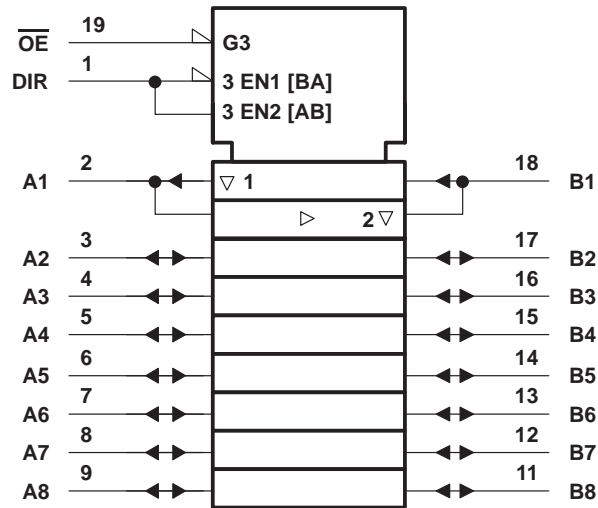 OE 19 G3
DIR 1 3 EN1 [BA]
3 EN2 [AB]
A1 2 ▽ 1 18 B1
▷ 2 ▽
A2 3 17 B2
A3 4 16 B3
A4 5 15 B4
A5 6 14 B5
A6 7 13 B6
A7 8 12 B7
A8 9 11 B8